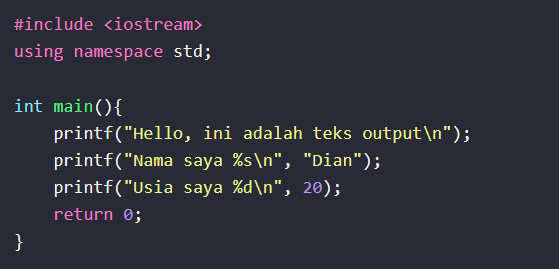 #include <iostream>
using namespace std;
int main(){
printf("Hello, ini adalah teks output\n");
printf("Nama saya %s\n", "Dian");
printf("Usia saya %d\n", 20);
return 0;
}